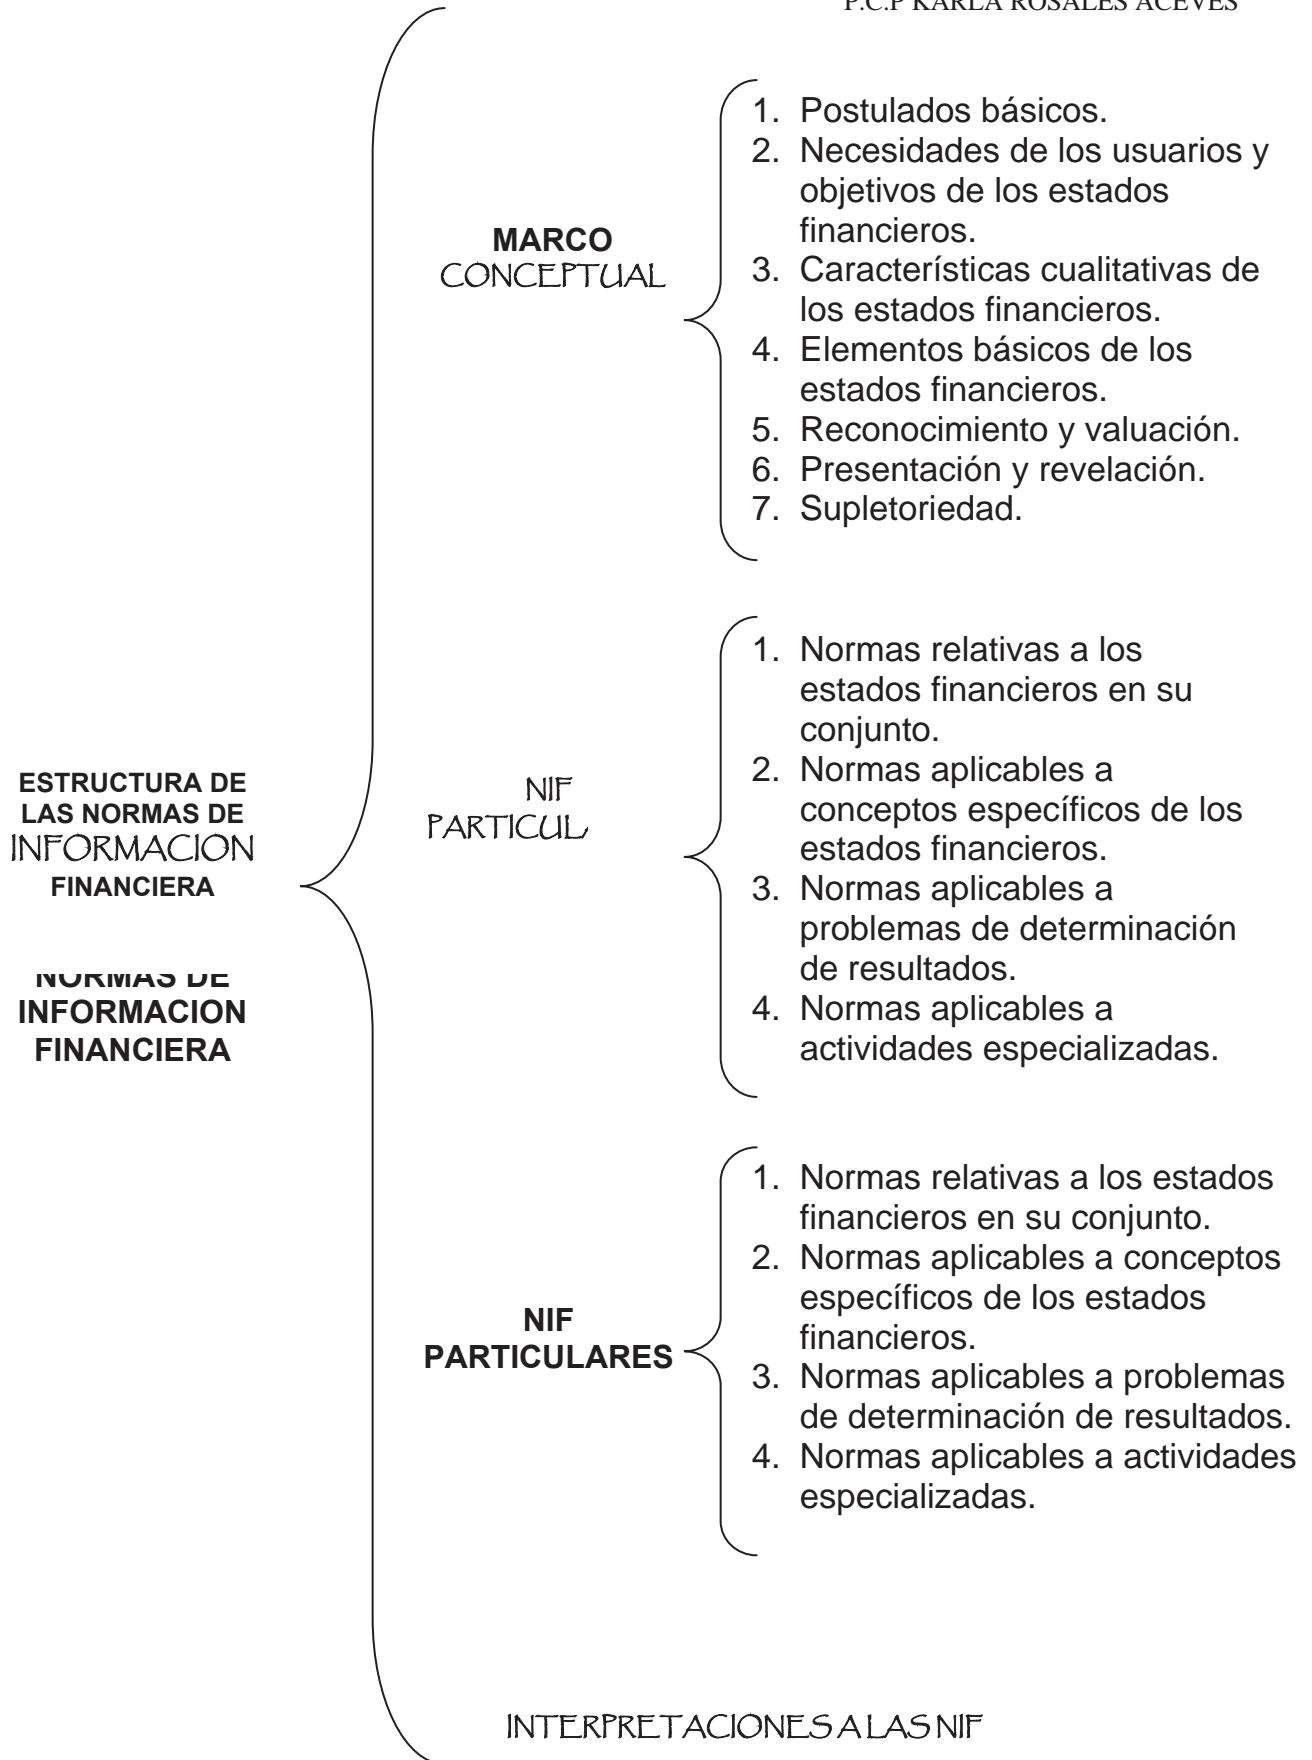 P.C.P KARLA ROSALES ACEVES
ESTRUCTURA DE
LAS NORMAS DE
INFORMACION
FINANCIERA
NORMAS DE
INFORMACION
FINANCIERA
MARCO
CONCEPTUAL
1. Postulados básicos.
2. Necesidades de los usuarios y
objetivos de los estados
financieros.
3. Características cualitativas de
los estados financieros.
4. Elementos básicos de los
estados financieros.
5. Reconocimiento y valuación.
6. Presentación y revelación.
7. Supletoriedad.
NIF
PARTICUL
1. Normas relativas a los
estados financieros en su
conjunto.
2. Normas aplicables a
conceptos específicos de los
estados financieros.
3. Normas aplicables a
problemas de determinación
de resultados.
4. Normas aplicables a
actividades especializadas.
NIF
PARTICULARES
1. Normas relativas a los estados
financieros en su conjunto.
2. Normas aplicables a conceptos
específicos de los estados
financieros.
3. Normas aplicables a problemas
de determinación de resultados.
4. Normas aplicables a actividades
especializadas.
INTERPRETACIONES A LAS NIF